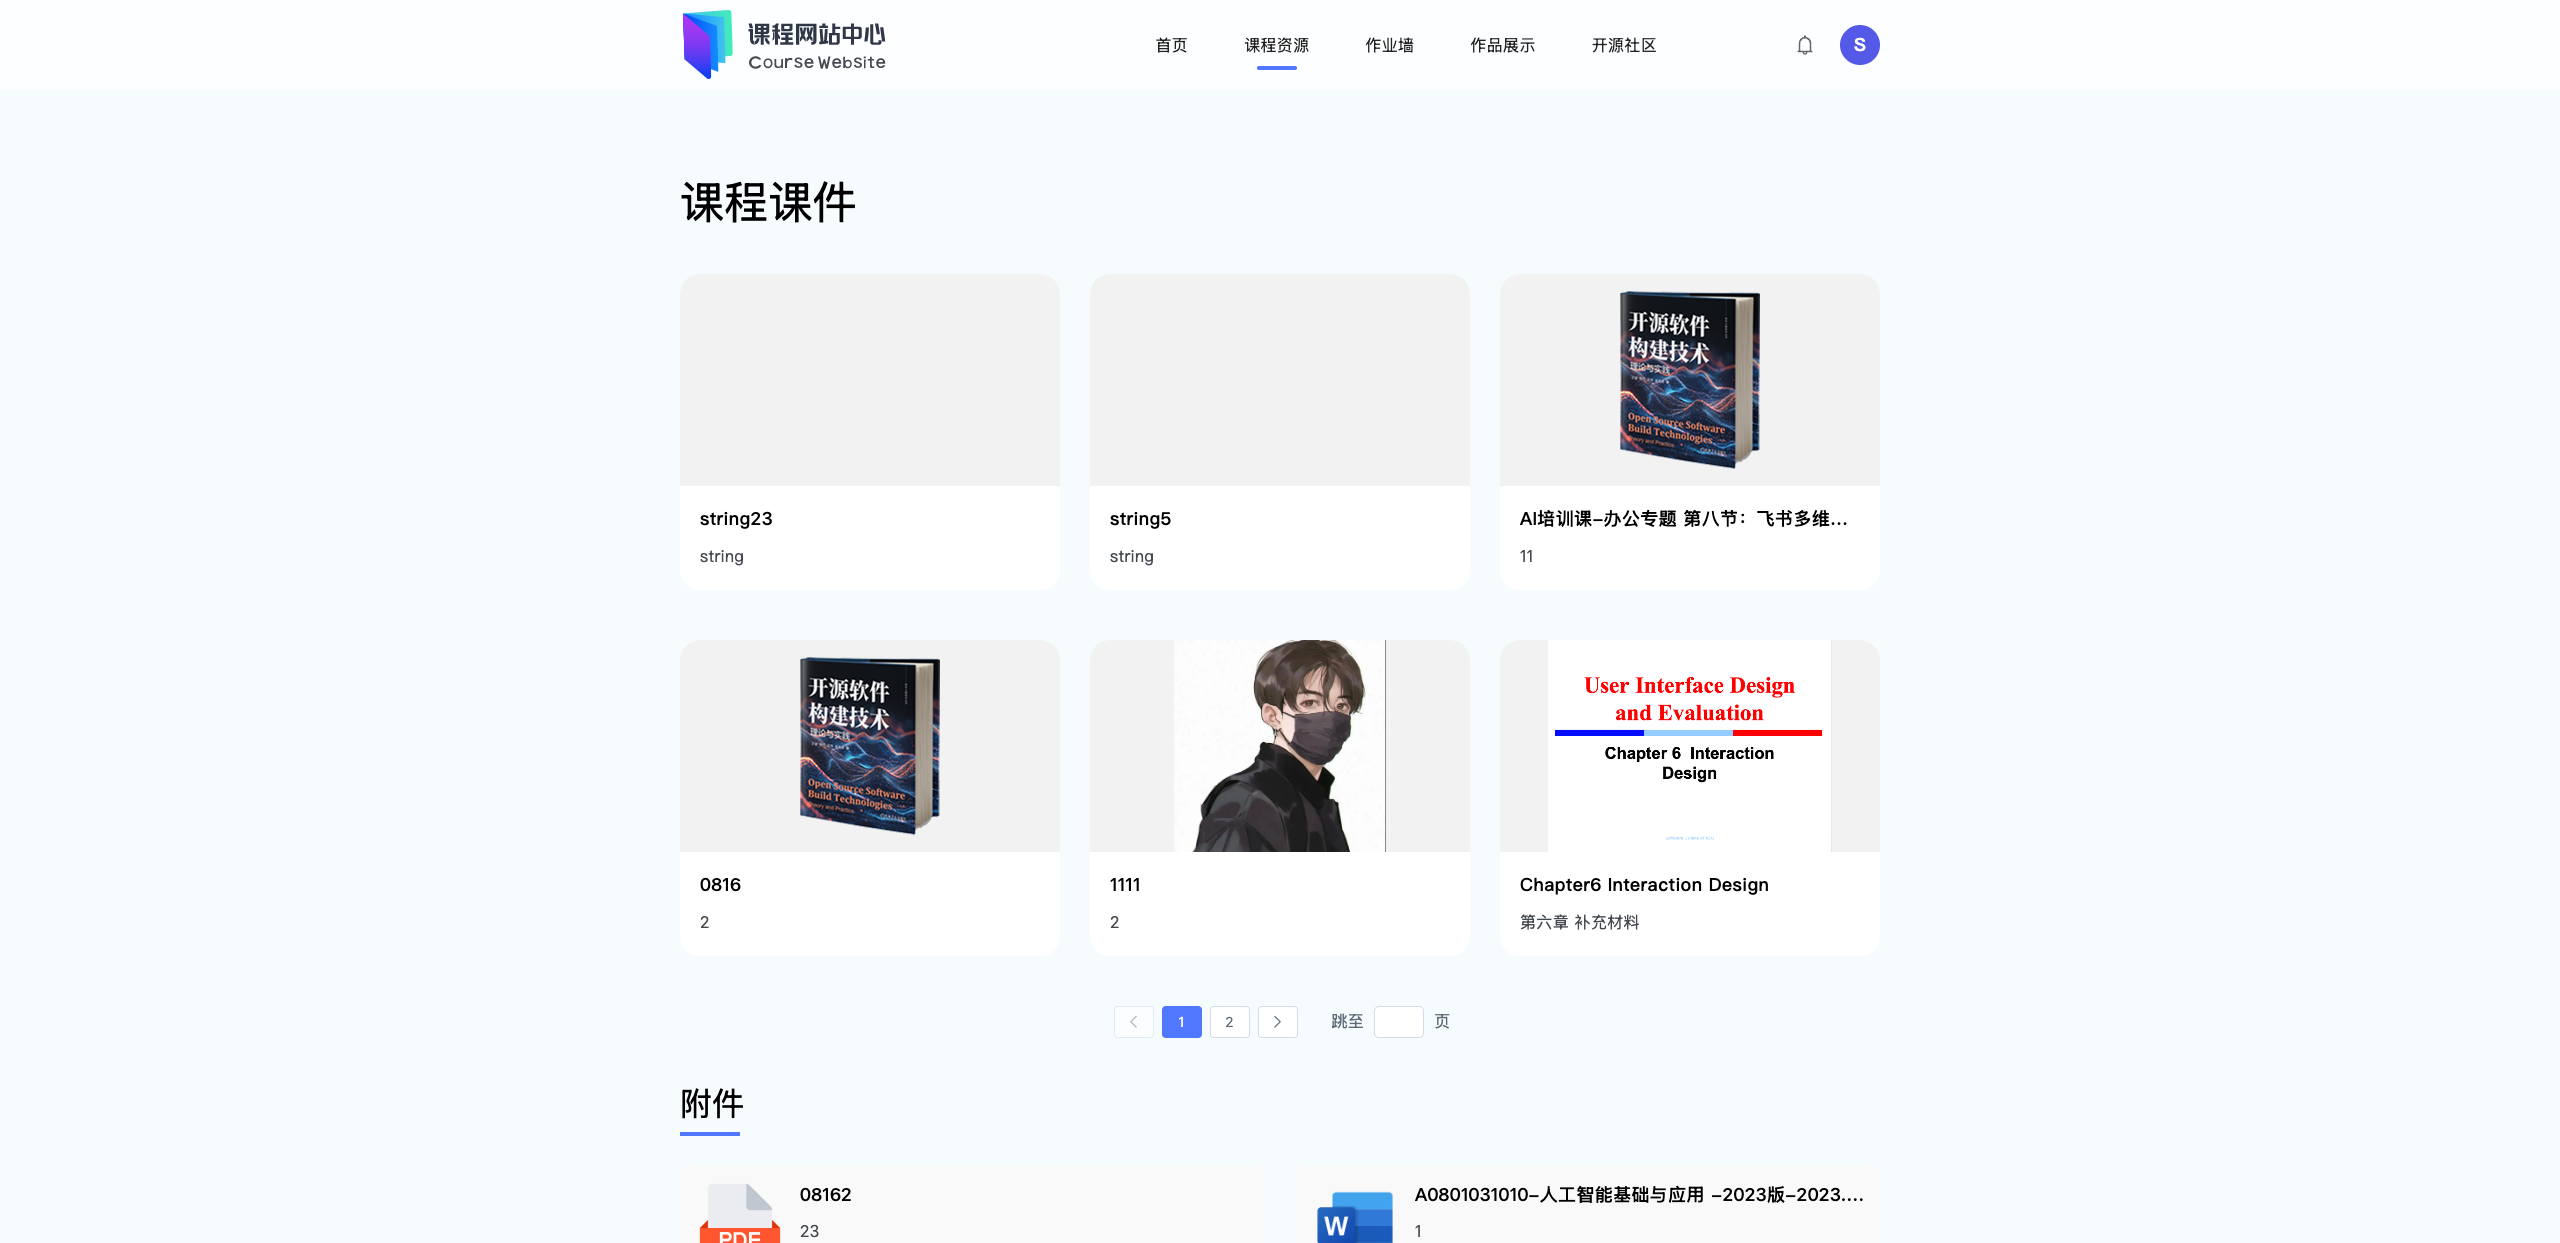 课程网站中心
Course Website
首页
课程资源
作业墙
作品展示
开源社区
S
课程课件
开源软件
构建技术
理论与实践
Open Source Software
Build Technologies
Theory and Practice
string23
string
string5
string
AI培训课-办公专题 第八节：飞书多维...
11
开源软件
构建技术
理论与实践
Open Source Software
Build Technologies
Theory and Practice
User Interface Design
and Evaluation
Chapter 6 Interaction
Design
0816
2
1111
2
Chapter6 Interaction Design
第六章 补充材料
1
2
跳至
页
附件
PDF
08162
23
W
A0801031010-人工智能基础与应用 -2023版-2023....
1